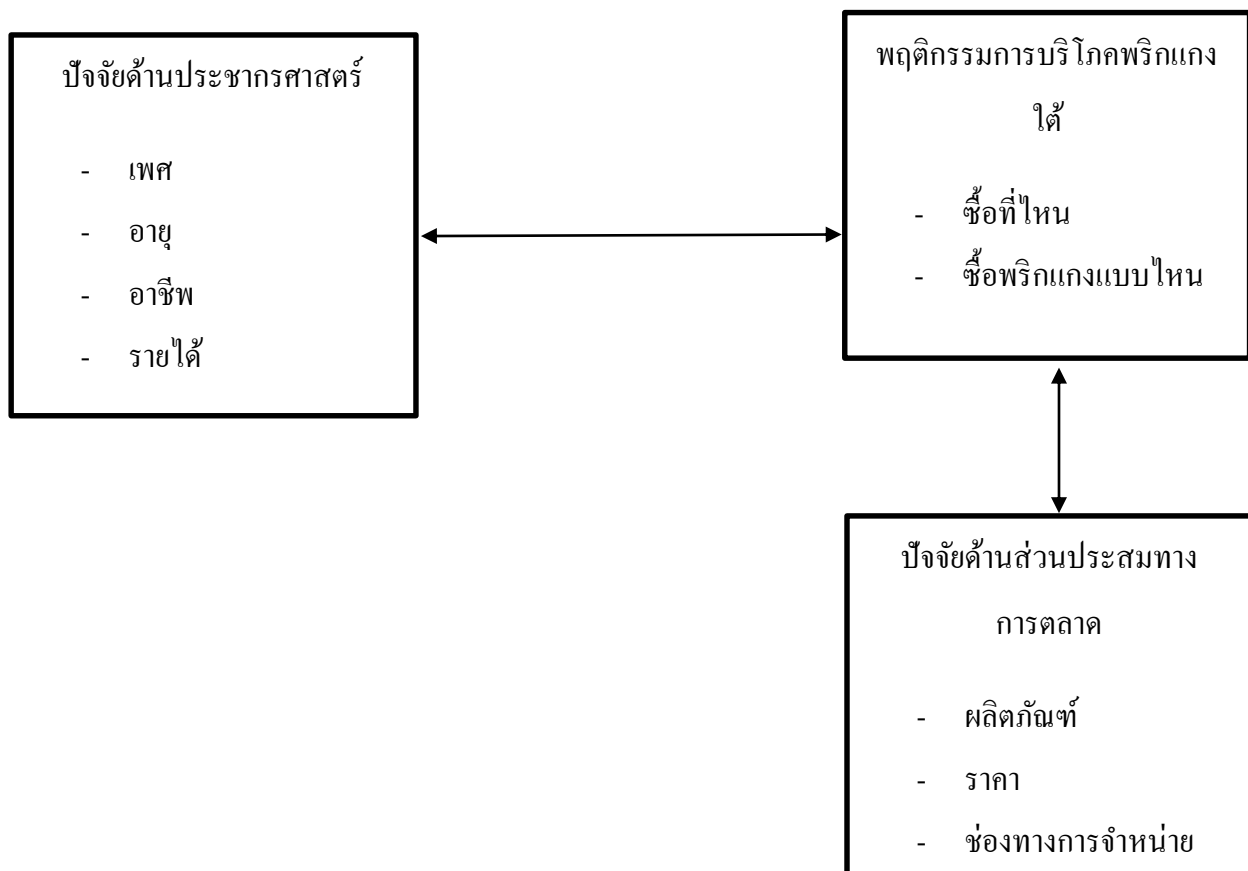 ปัจจัยด้านประชากรศาสตร์
- เพศ
- อายุ
- อาชีพ
- รายได้
พฤติกรรมการบริโภคพริกแกง
ใต้
- ซื้อที่ไหน
- ซื้อพริกแกงแบบไหน
ปัจจัยด้านส่วนประสมทาง
การตลาด
- ผลิตภัณฑ์
- ราคา
- ช่องทางการจำหน่าย